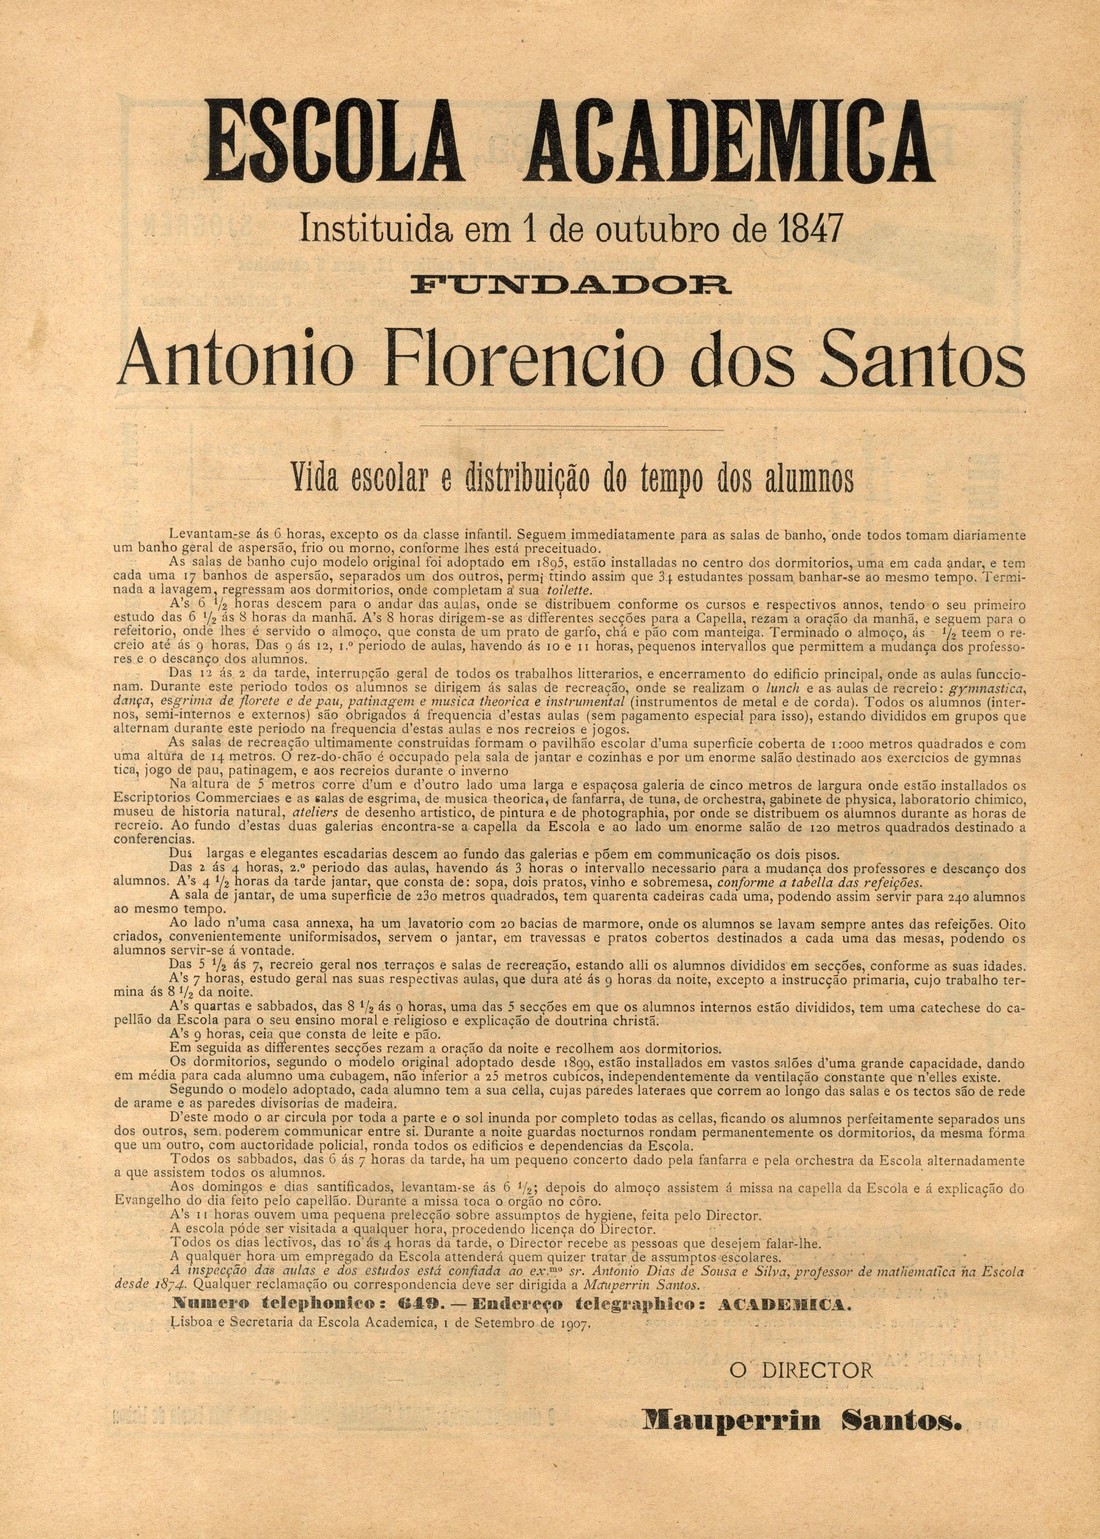 ESCOLA ACADEMICA
Instituida em 1 de outubro de 1847
FUNDADOR
Antonio Florencio dos Santos
Vida escolar e distribuição do tempo dos alumnos
Levantam-se ás 6 horas, excepto os da classe infantil. Seguem immediatamente para as salas de banho, onde todos tomam diariamente
um banho geral de aspersão, frio ou morno, conforme lhes está preceituado.
As salas de banho cujo modelo original foi adoptado em 1895, estão installadas no centro dos dormitorios, uma em cada andar, e tem
cada uma 17 banhos de aspersão, separados um dos outros, permi ttindo assim que 34 estudantes possam banhar-se ao mesmo tempo. Termi-
nada a lavagem, regressam aos dormitorios, onde completam a sua toilette.
A's 6 1/2 horas descem para o andar das aulas, onde se distribuem conforme os cursos e respectivos annos, tendo o seu primeiro
estudo das 6 1/2 ás 8 horas da manhã. A's 8 horas dirigem-se as differentes secções para a Capella, rezam a oração da manhã, e seguem para o
refeitorio, onde lhes é servido o almoço, que consta de um prato de garfo, chá e pão com manteiga. Terminado o almoço, ás 1/2 teem o re-
creio até ás 9 horas. Das 9 ás 12, 1.º periodo de aulas, havendo ás 10 e 11 horas, pequenos intervallos que permittem a mudança dos professo-
res e o descanço dos alumnos.
Das 12 ás 2 da tarde, interrupção geral de todos os trabalhos litterarios, e encerramento do edificio principal, onde as aulas funccio-
nam. Durante este periodo todos os alumnos se dirigem ás salas de recreação, onde se realizam o lunch e as aulas de recreio: gymnastica,
dança, esgrima de florete e de pau, patinagem e musica theorica e instrumental (instrumentos de metal e de corda). Todos os alumnos (inter-
nos, semi-internos e externos) são obrigados á frequencia d'estas aulas (sem pagamento especial para isso), estando divididos em grupos que
alternam durante este periodo na frequencia d'estas aulas e nos recreios e jogos.
As salas de recreação ultimamente construidas formam o pavilhão escolar d'uma superficie coberta de 1:000 metros quadrados e com
uma altura de 14 metros. O rez-do-chão é occupado pela sala de jantar e cozinhas e por um enorme salão destinado aos exercicios de gymnas
tica, jogo de pau, patinagem, e aos recreios durante o inverno
Na altura de 5 metros corre d'um e d'outro lado uma larga e espaçosa galeria de cinco metros de largura onde estão installados os
Escriptorios Commerciaes e as salas de esgrima, de musica theorica, de fanfarra, de tuna, de orchestra, gabinete de physica, laboratorio chimico,
museu de historia natural, ateliers de desenho artistico, de pintura e de photographia, por onde se distribuem os alumnos durante as horas de
recreio. Ao fundo d'estas duas galerias encontra-se a capella da Escola e ao lado um enorme salão de 120 metros quadrados destinado a
conferencias.
largas e elegantes escadarias descem ao fundo das galerias e põem em communicação os dois pisos.
Das 2 ás 4 horas, 2.º periodo das aulas, havendo ás 3 horas o intervallo necessario para a mudança dos professores e descanço dos
alumnos. A's 4 1/2 horas da tarde jantar, que consta de: sopa, dois pratos, vinho e sobremesa, conforme a tabella das refeições.
A sala de jantar, de uma superficie de 230 metros quadrados, tem quarenta cadeiras cada uma, podendo assim servir para 240 alumnos
ao mesmo tempo.
Ao lado n'uma casa annexa, ha um lavatorio com 20 bacias de marmore, onde os alumnos se lavam sempre antes das refeições. Oito
criados, convenientemente uniformisados, servem o jantar, em travessas e pratos cobertos destinados a cada uma das mesas, podendo os
alumnos servir-se á vontade.
Das 5 1/2 ás 7, recreio geral nos terraços e salas de recreação, estando alli os alumnos divididos em secções, conforme as suas idades.
A's 7 horas, estudo geral nas suas respectivas aulas, que dura até ás 9 horas da noite, excepto a instrucção primaria, cujo trabalho ter-
mina ás 8 1/2 da noite.
A's quartas e sabbados, das 8 1/2 ás 9 horas, uma das 5 secções em que os alumnos internos estão divididos, tem uma catechese do ca-
pellão da Escola para o seu ensino moral e religioso e explicação de doutrina christã.
A's 9 horas, ceia que consta de leite e pão.
Em seguida as differentes secções rezam a oração da noite e recolhem aos dormitorios.
Os dormitorios, segundo o modelo original adoptado desde 1899, estão installados em vastos salões d'uma grande capacidade, dando
em média para cada alumno uma cubagem, não inferior a 25 metros cubicos, independentemente da ventilação constante que n'elles existe.
Segundo o modelo adoptado, cada alumno tem a sua cella, cujas paredes lateraes que correm ao longo das salas e os tectos são de rede
de arame e as paredes divisorias de madeira.
D'este modo o ar circula por toda a parte e o sol inunda por completo todas as cellas, ficando os alumnos perfeitamente separados uns
dos outros, sem poderem communicar entre si. Durante a noite guardas nocturnos rondam permanentemente os dormitorios, da mesma fórma
que um outro, com auctoridade policial, ronda todos os edificios e dependencias da Escola.
Todos os sabbados, das 6 ás 7 horas da tarde, ha um pequeno concerto dado pela fanfarra e pela orchestra da Escola alternadamente
a que assistem todos os alumnos.
Aos domingos e dias santificados, levantam-se ás 6 1/2; depois do almoço assistem á missa na capella da Escola e á explicação do
Evangelho do dia feito pelo capellão. Durante a missa toca o orgão no côro.
A's 11 horas ouvem uma pequena prelecção sobre assumptos de hygiene, feita pelo Director.
A escola póde ser visitada a qualquer hora, procedendo licença do Director.
Todos os dias lectivos, das 10 ás 4 horas da tarde, o Director recebe as pessoas que desejem falar-lhe.
A qualquer hora um empregado da Escola attenderá quem quizer tratar de assumptos escolares.
A inspecção das aulas e dos estudos está confiada ao ex.mo sr. Antonio Dias de Sousa e Silva, professor de mathematica na Escola
desde 1874. Qualquer reclamação ou correspondencia deve ser dirigida a Mauperrin Santos.
Numero telephonico: 649. — Endereço telegraphico: ACADEMICA.
Lisboa e Secretaria da Escola Academica, 1 de Setembro de 1907.
O DIRECTOR
Mauperrin Santos.